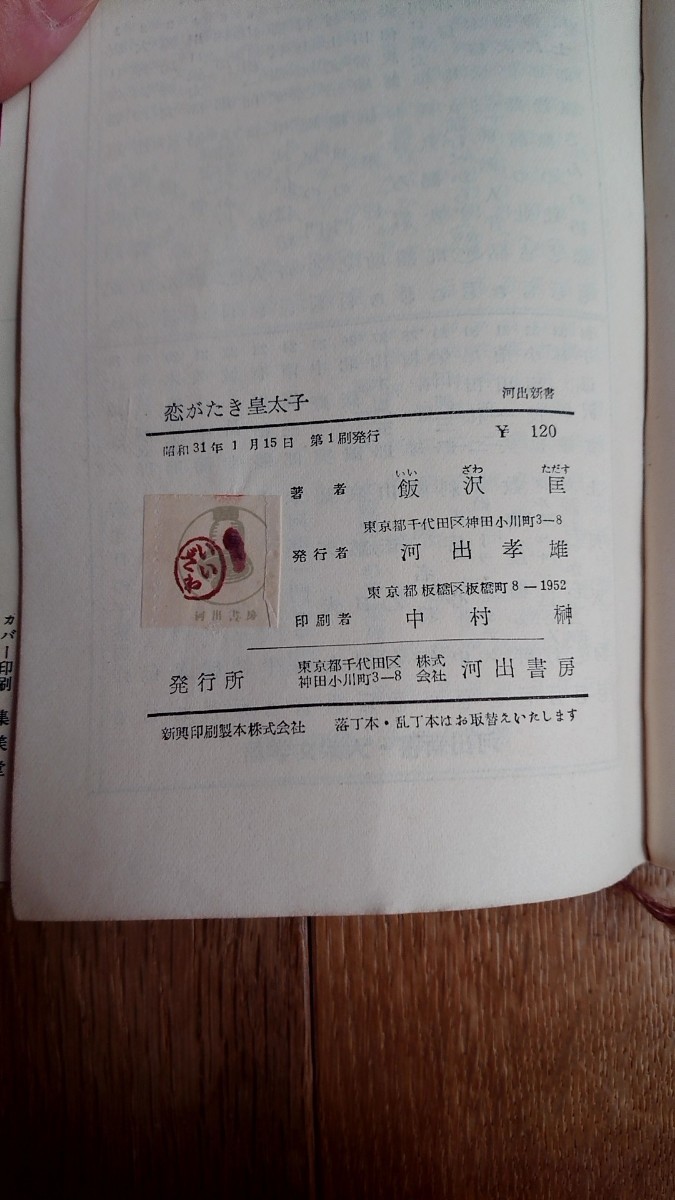 恋がたき皇太子
河出新書
昭和31年1月15日 第1刷発行
¥ 120
いい ざわ ただす
著者 飯沢匡
東京都千代田区神田小川町3—8
発行者 河出孝雄
東京都板橋区板橋町8—1952
印刷者 中村榊
発行所 東京都千代田区神田小川町3—8 株式会社 河出書房
新興印刷製本株式会社 落丁本・乱丁本はお取替えいたします
いいざわ
カバー印刷 集美堂